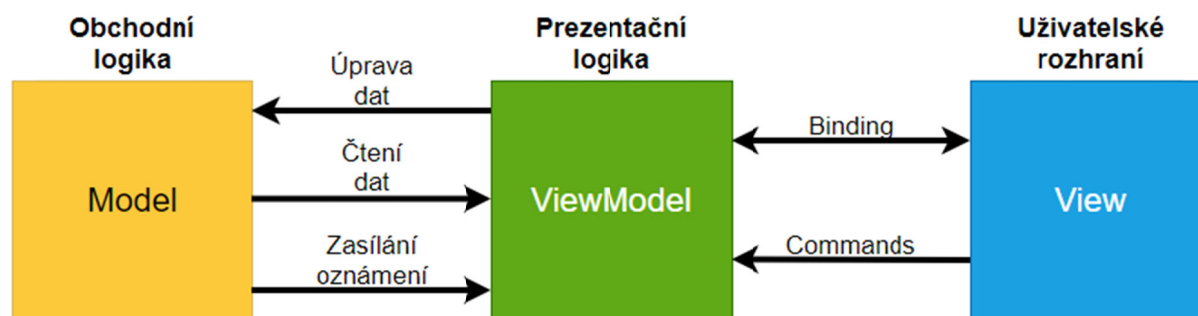 Obchodní
logika
Prezentační
logika
Uživatelské
rozhraní
Úprava
dat
Binding
Čtení
dat
Model
ViewModel
View
Zasílání
oznámení
Commands